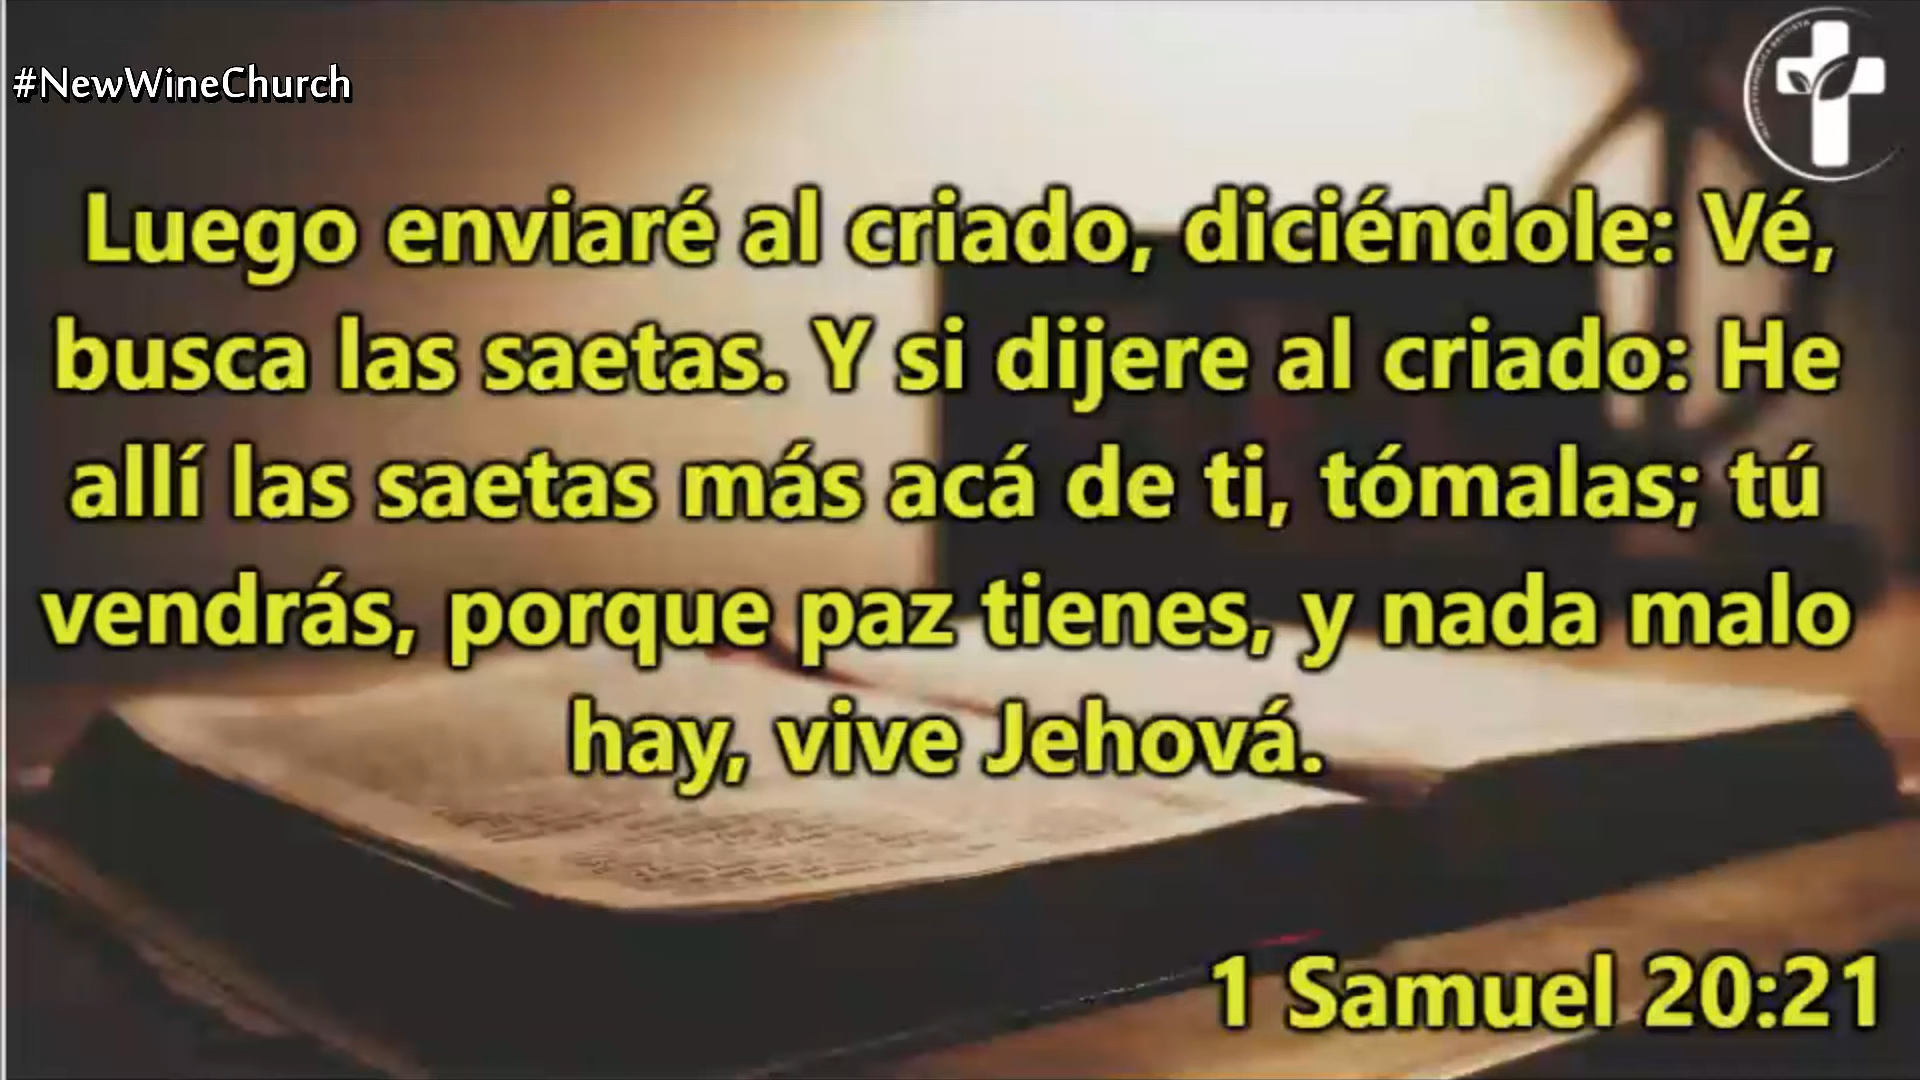 #NewWineChurch
Luego enviaré al criado, diciéndole: Vé,
busca las saetas. Y si dijere al criado: He
allí las saetas más acá de ti, tómalas; tú
vendrás, porque paz tienes, y nada malo
hay, vive Jehová.
1 Samuel 20:21